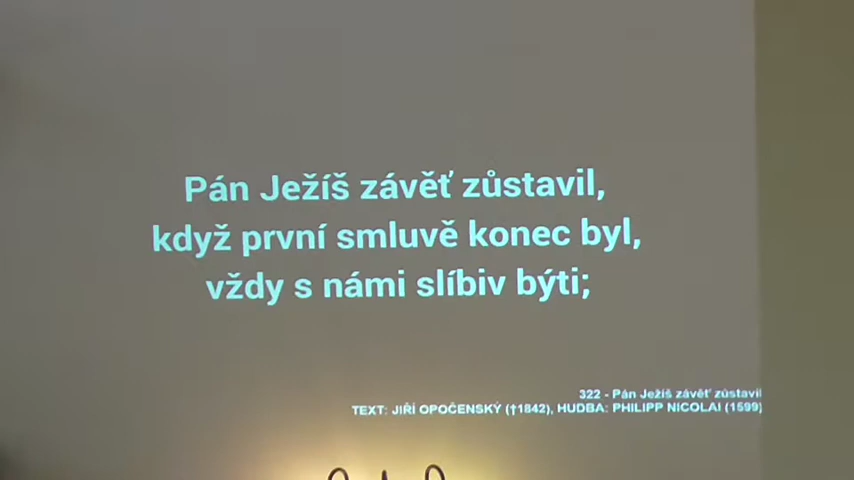 Pán Ježíš závěť zůstavil,
když první smluvě konec byl,
vždy s námi slíbiv býti;
322 - Pán Ježíš závěť zůstavil
TEXT: JIŘÍ OPOČENSKÝ (†1842), HUDBA: PHILIPP NICOLAI (1599)